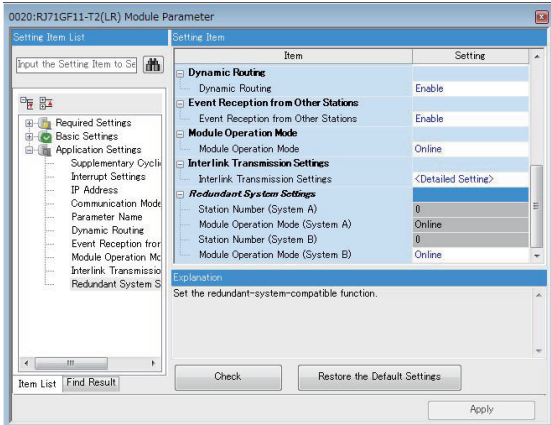 0020:RJ71GF11-T2(LR) Module Parameter
Setting Item List
Input the Setting Item to Se
Required Settings
Basic Settings
Application Settings
Supplementary Cycli
Interrupt Settings
IP Address
Communication Mode
Parameter Name
Dynamic Routing
Event Reception fror
Module Operation Mc
Interlink Transmissio
Redundant System S
Item List
Find Result
Setting Item
Item Setting
Dynamic Routing
Dynamic Routing Enable
Event Reception from Other Stations
Event Reception from Other Stations Enable
Module Operation Mode
Module Operation Mode Online
Interlink Transmission Settings
Interlink Transmission Settings <Detailed Setting>
Redundant System Settings
Station Number (System A) 0
Module Operation Mode (System A) Online
Station Number (System B) 0
Module Operation Mode (System B) Online
Explanation
Set the redundant-system-compatible function.
Check
Restore the Default Settings
Apply